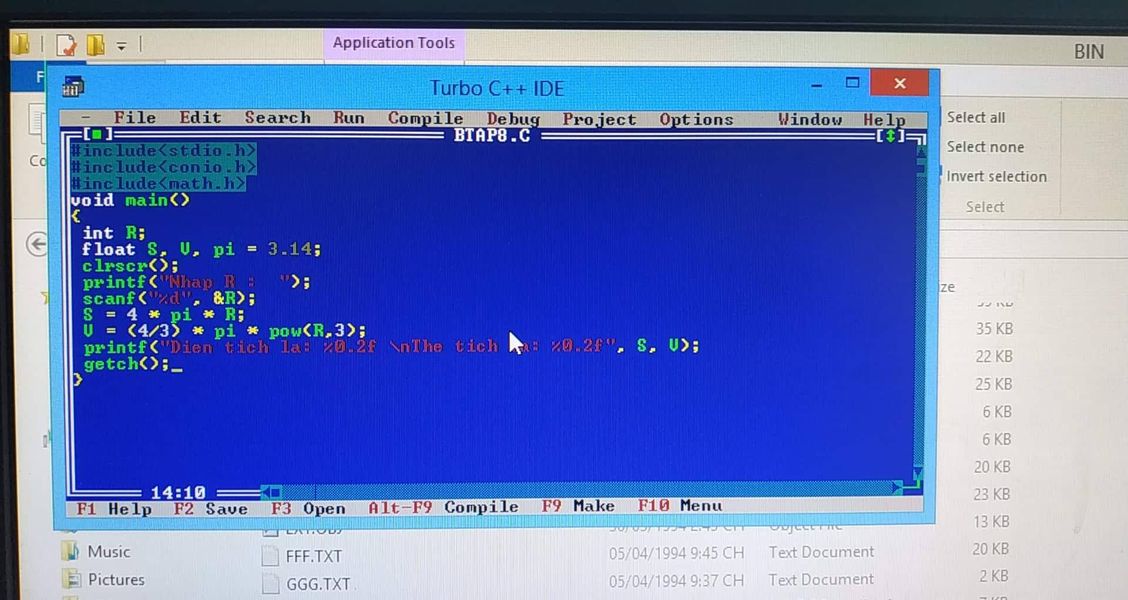 Application Tools
BIN
Turbo C++ IDE
File Edit Search Run Compile Debug Project Options Window Help
BTAP8.C
#include<stdio.h>
#include<conio.h>
#include<math.h>
void main()
{
int R;
float S, V, pi = 3.14;
clrscr();
printf("Nhap R :  ");
scanf("%d", &R);
S = 4 * pi * R;
V = (4/3) * pi * pow(R,3);
printf("Dien tich la: %0.2f \nThe tich la: %0.2f", S, V);
getch();_
}
14:10
F1 Help F2 Save F3 Open Alt-F9 Compile F9 Make F10 Menu
Select all
Select none
Invert selection
Select
35 KB
22 KB
25 KB
6 KB
6 KB
20 KB
23 KB
13 KB
Music FFF.TXT 05/04/1994 9:45 CH Text Document 20 KB
Pictures GGG.TXT 05/04/1994 9:37 CH Text Document 2 KB